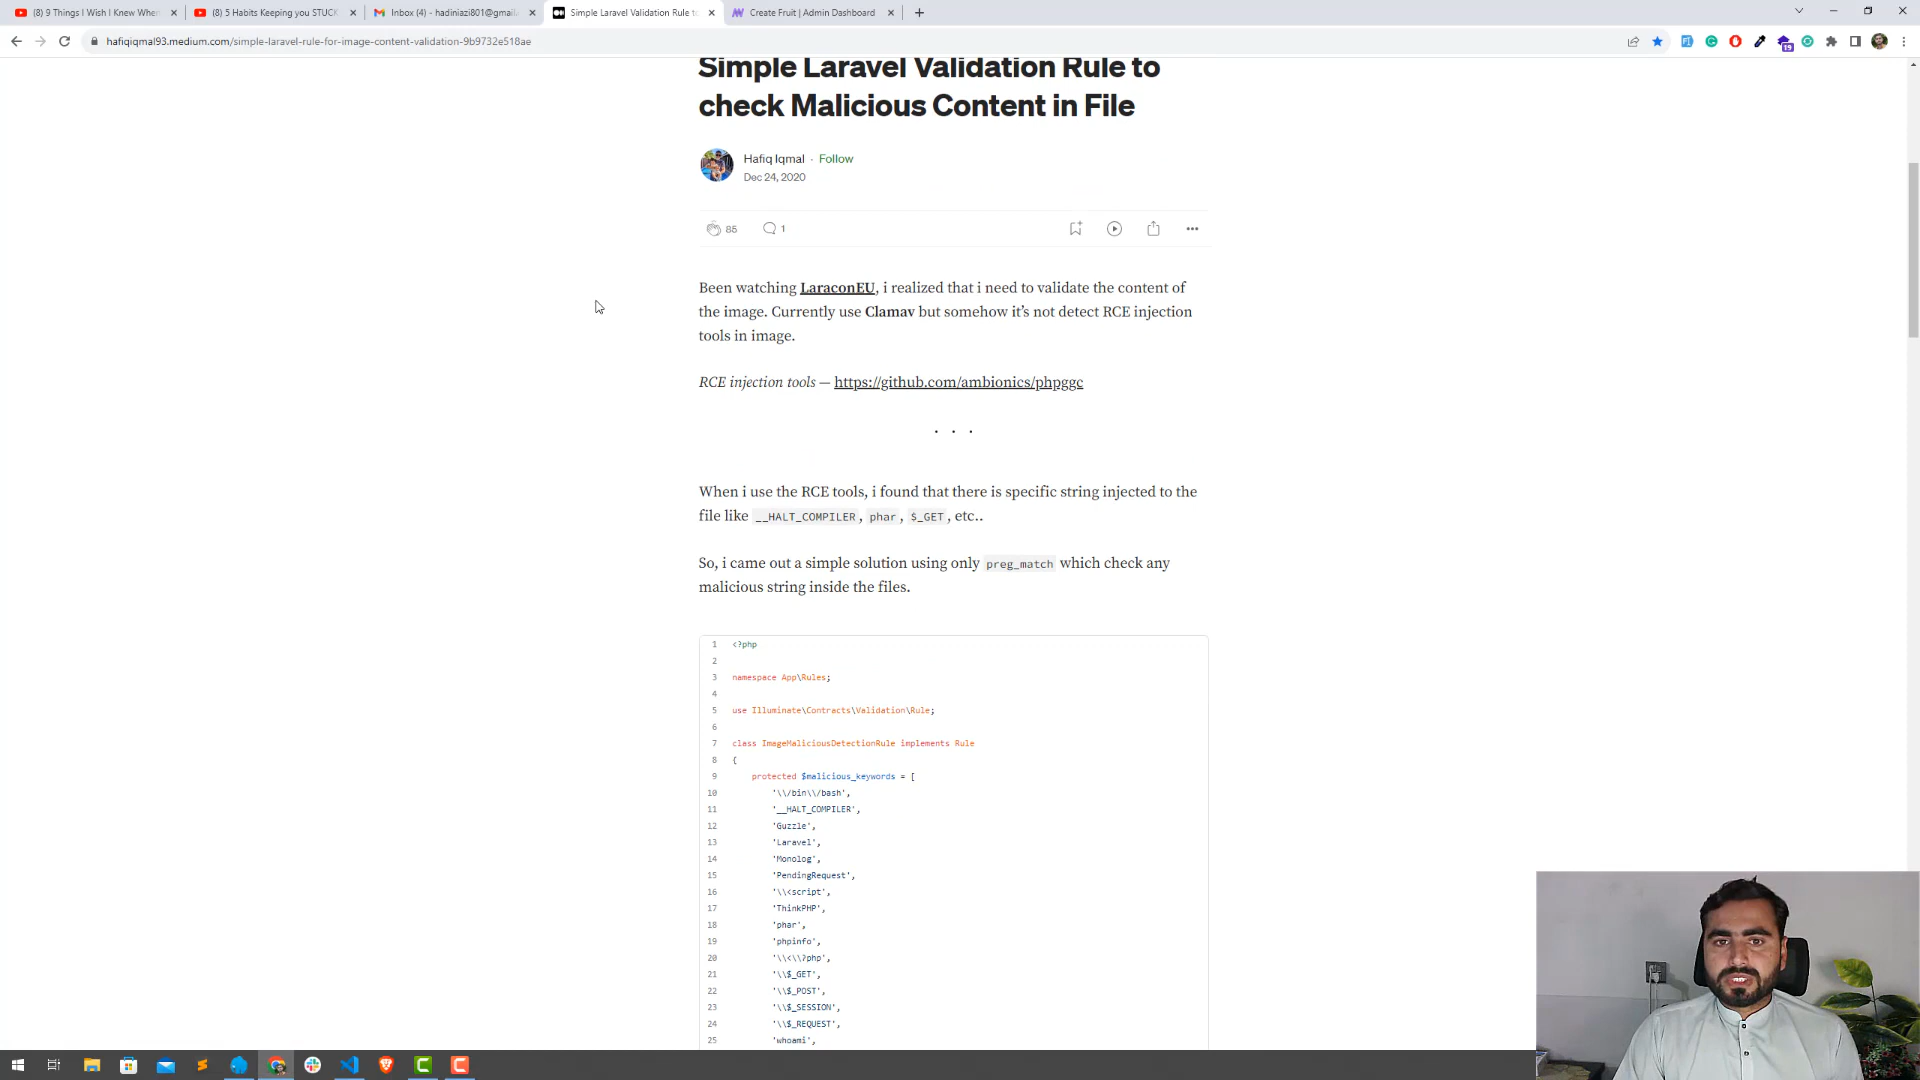 (8) 9 Things I Wish I Knew When
(8) 5 Habits Keeping you STUCK
Inbox (4) - hadiniazi801@gmail.
Simple Laravel Validation Rule to
Create Fruit | Admin Dashboard
hafiqiqmal93.medium.com/simple-laravel-rule-for-image-content-validation-9b9732e518ae
19
Simple Laravel Validation Rule to
check Malicious Content in File
Hafiq Iqmal · Follow
Dec 24, 2020
85
1
Been watching LaraconEU, i realized that i need to validate the content of
the image. Currently use Clamav but somehow it's not detect RCE injection
tools in image.
RCE injection tools — https://github.com/ambionics/phpggc
. . .
When i use the RCE tools, i found that there is specific string injected to the
file like __HALT_COMPILER, phar, $_GET, etc..
So, i came out a simple solution using only preg_match which check any
malicious string inside the files.
1 <?php
2
3 namespace App\Rules;
4
5 use Illuminate\Contracts\Validation\Rule;
6
7 class ImageMaliciousDetectionRule implements Rule
8 {
9 protected $malicious_keywords = [
10 '\\/bin\\/bash',
11 '__HALT_COMPILER',
12 'Guzzle',
13 'Laravel',
14 'Monolog',
15 'PendingRequest',
16 '\\<script',
17 'ThinkPHP',
18 'phar',
19 'phpinfo',
20 '\\<\\?php',
21 '\\$_GET',
22 '\\$_POST',
23 '\\$_SESSION',
24 '\\$_REQUEST',
25 'whoami',